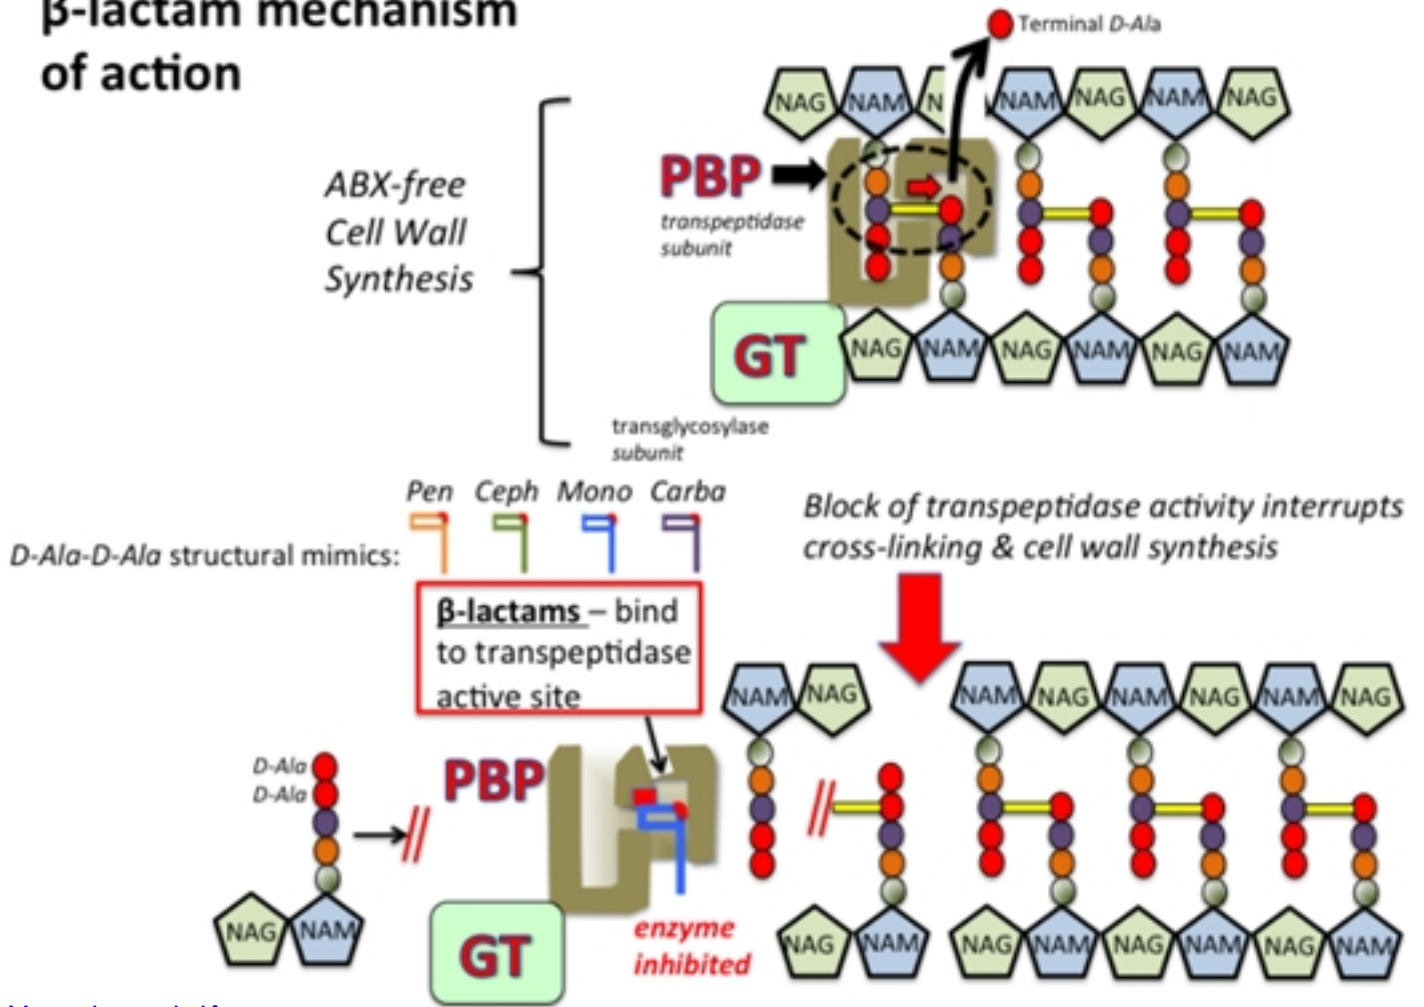 β-lactam mechanism
of action
Terminal D-Ala
NAG NAM N NAM NAG NAM NAG
ABX-free
Cell Wall
Synthesis
PBP
transpeptidase
subunit
GT
NAG NAM NAG NAM NAG NAM
transglycosylase
subunit
Pen Ceph Mono Carba
D-Ala-D-Ala structural mimics:
Block of transpeptidase activity interrupts
cross-linking & cell wall synthesis
β-lactams – bind
to transpeptidase
active site
NAM NAG NAM NAG NAM NAG NAM NAG
D-Ala
D-Ala
PBP
NAG NAM
GT
enzyme
inhibited
NAG NAM NAG NAM NAG NAM NAG NAM